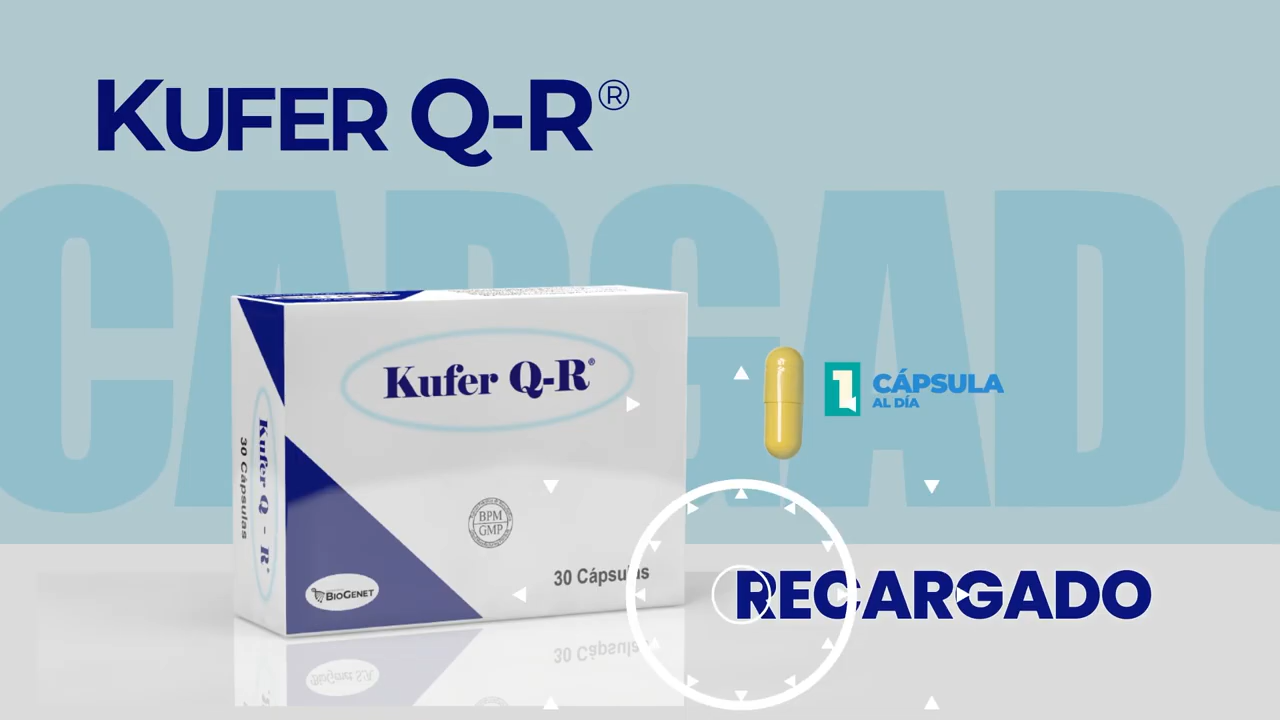 KUFER Q-R®
CARGADO
Kufer Q-R®
Kufer Q - R®
30 Cápsulas
BPM
GMP
30 Cápsulas
BIOGENET
1 CÁPSULA
AL DÍA
RECARGADO